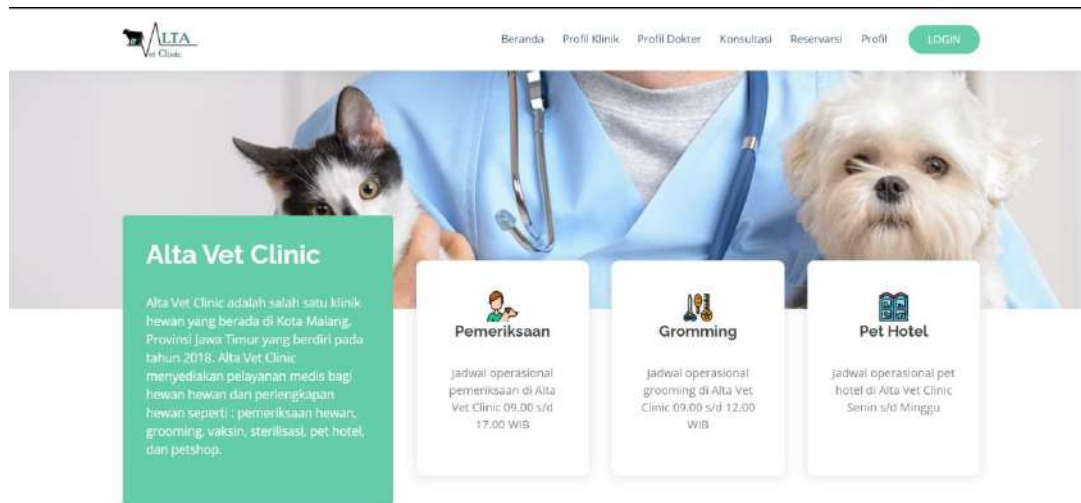 ALTA
Vet Clinic
Beranda Profil Klinik Profil Dokter Konsultasi Reservarsi Profil LOGIN
Alta Vet Clinic
Alta Vet Clinic adalah salah satu klinik
hewan yang berada di Kota Malang,
Provinsi Jawa Timur yang berdiri pada
tahun 2018. Alta Vet Clinic
menyediakan pelayanan medis bagi
hewan hewan dan perlengkapan
hewan seperti : pemeriksaan hewan,
grooming, vaksin, sterilisasi, pet hotel,
dan petshop.
Pemeriksaan
Jadwal operasional
pemeriksaan di Alta
Vet Clinic 09.00 s/d
17.00 WIB
Gromming
Jadwal operasional
grooming di Alta Vet
Clinic 09.00 s/d 12.00
WIB
Pet Hotel
Jadwal operasional pet
hotel di Alta Vet Clinic
Senin s/d Minggu